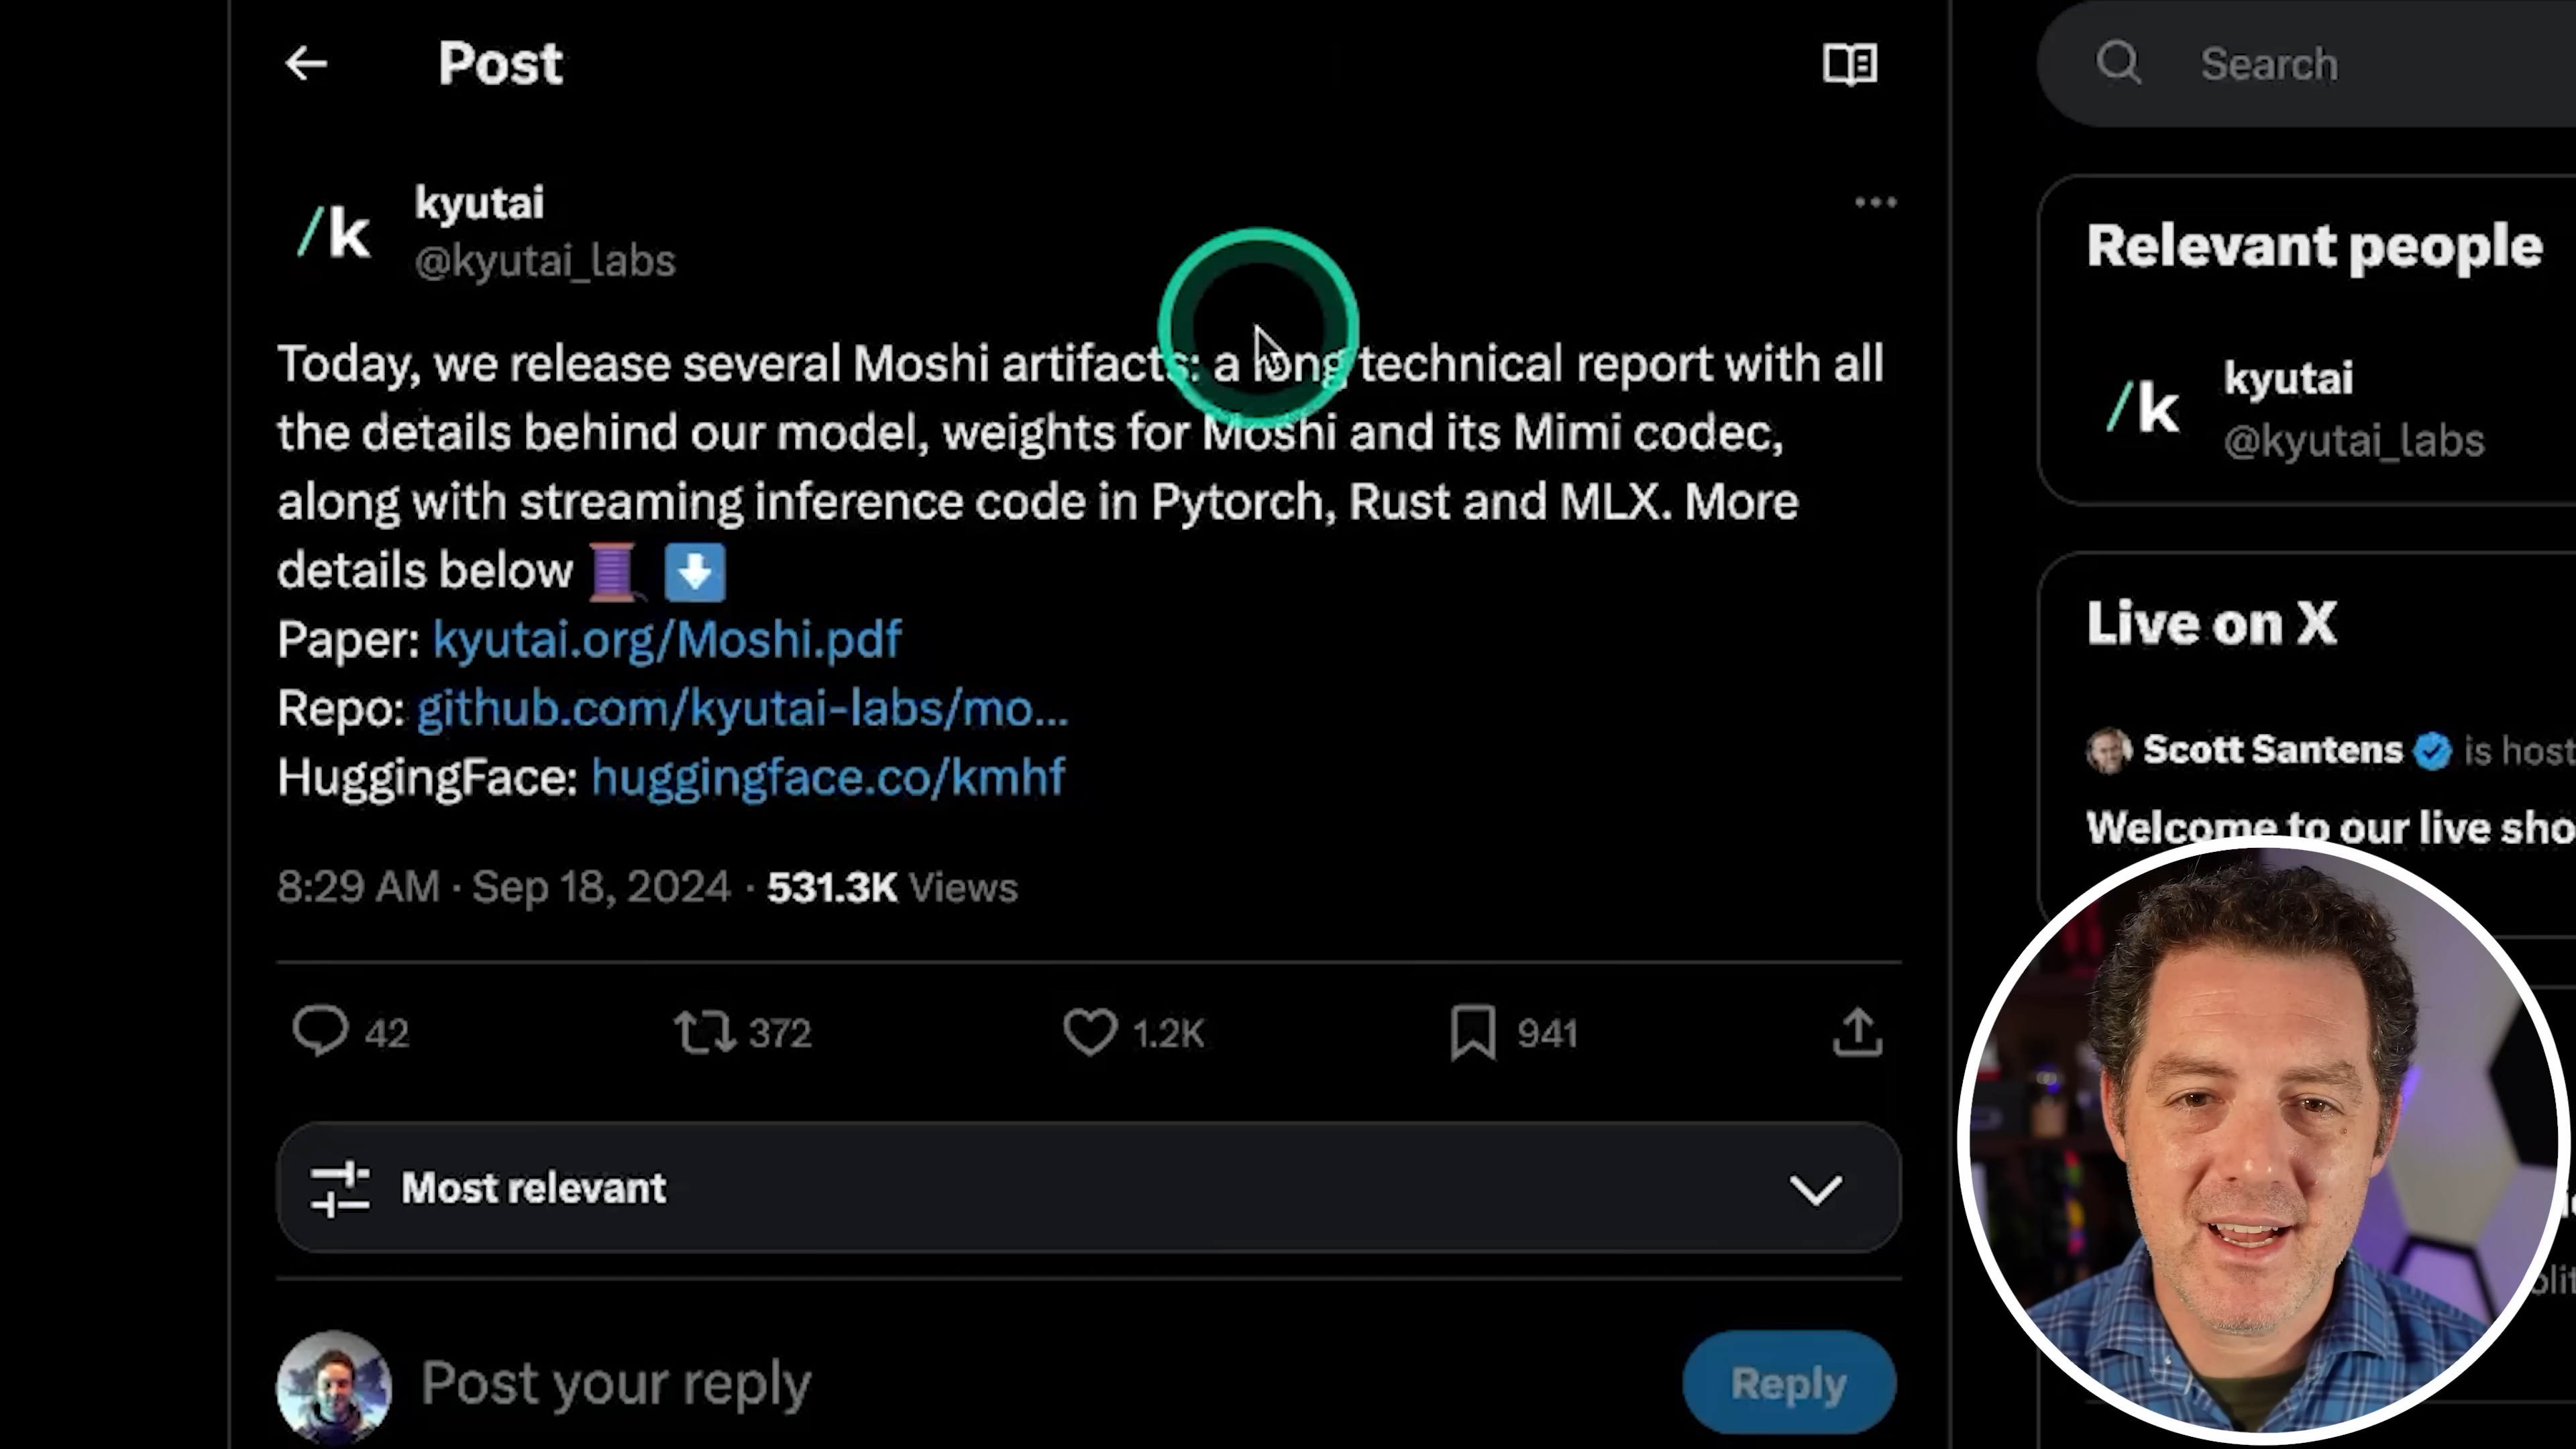 Post
/k
kyutai
@kyutai_labs
Today, we release several Moshi artifacts: a long technical report with all
the details behind our model, weights for Moshi and its Mimi codec,
along with streaming inference code in Pytorch, Rust and MLX. More
details below
Paper: kyutai.org/Moshi.pdf
Repo: github.com/kyutai-labs/mo...
HuggingFace: huggingface.co/kmhf
8:29 AM · Sep 18, 2024 · 531.3K Views
42
372
1.2K
941
Most relevant
Post your reply
Reply
Search
Relevant people
/k
kyutai
@kyutai_labs
Live on X
Scott Santens is host
Welcome to our live sho